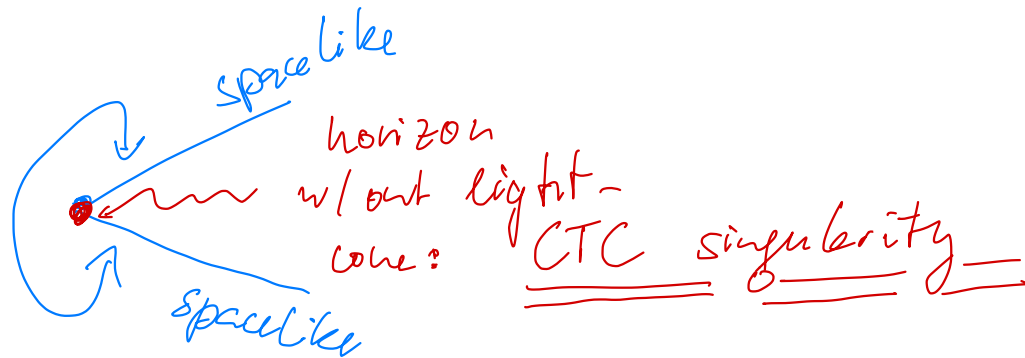 spacelike
horizon
w/out light-
cone:
CTC singularity
spacelike